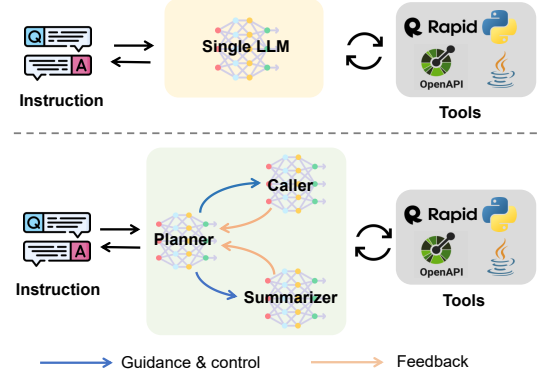 Q
A
Instruction
Single LLM
Rapid
OpenAPI
Tools
Q
A
Instruction
Caller
Planner
Summarizer
Rapid
OpenAPI
Tools
Guidance & control
Feedback